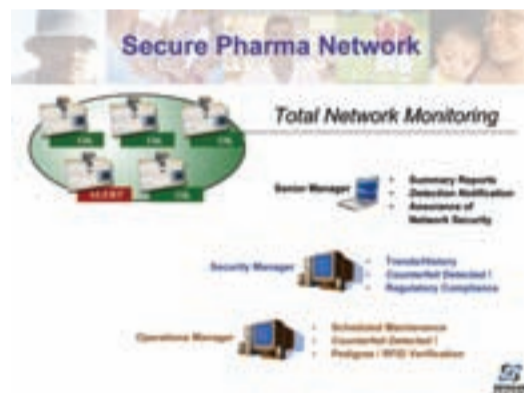 Secure Pharma Network
Total Network Monitoring
OK OK OK
ALERT OK
Senior Manager
• Summary Reports
• Detection Notification
• Assurance of
Network Security
Security Manager
• Trends/History
• Counterfeit Detected !
• Regulatory Compliance
Operations Manager
• Scheduled Maintenance
• Counterfeit Detected !
• Pedigree / RFID Verification